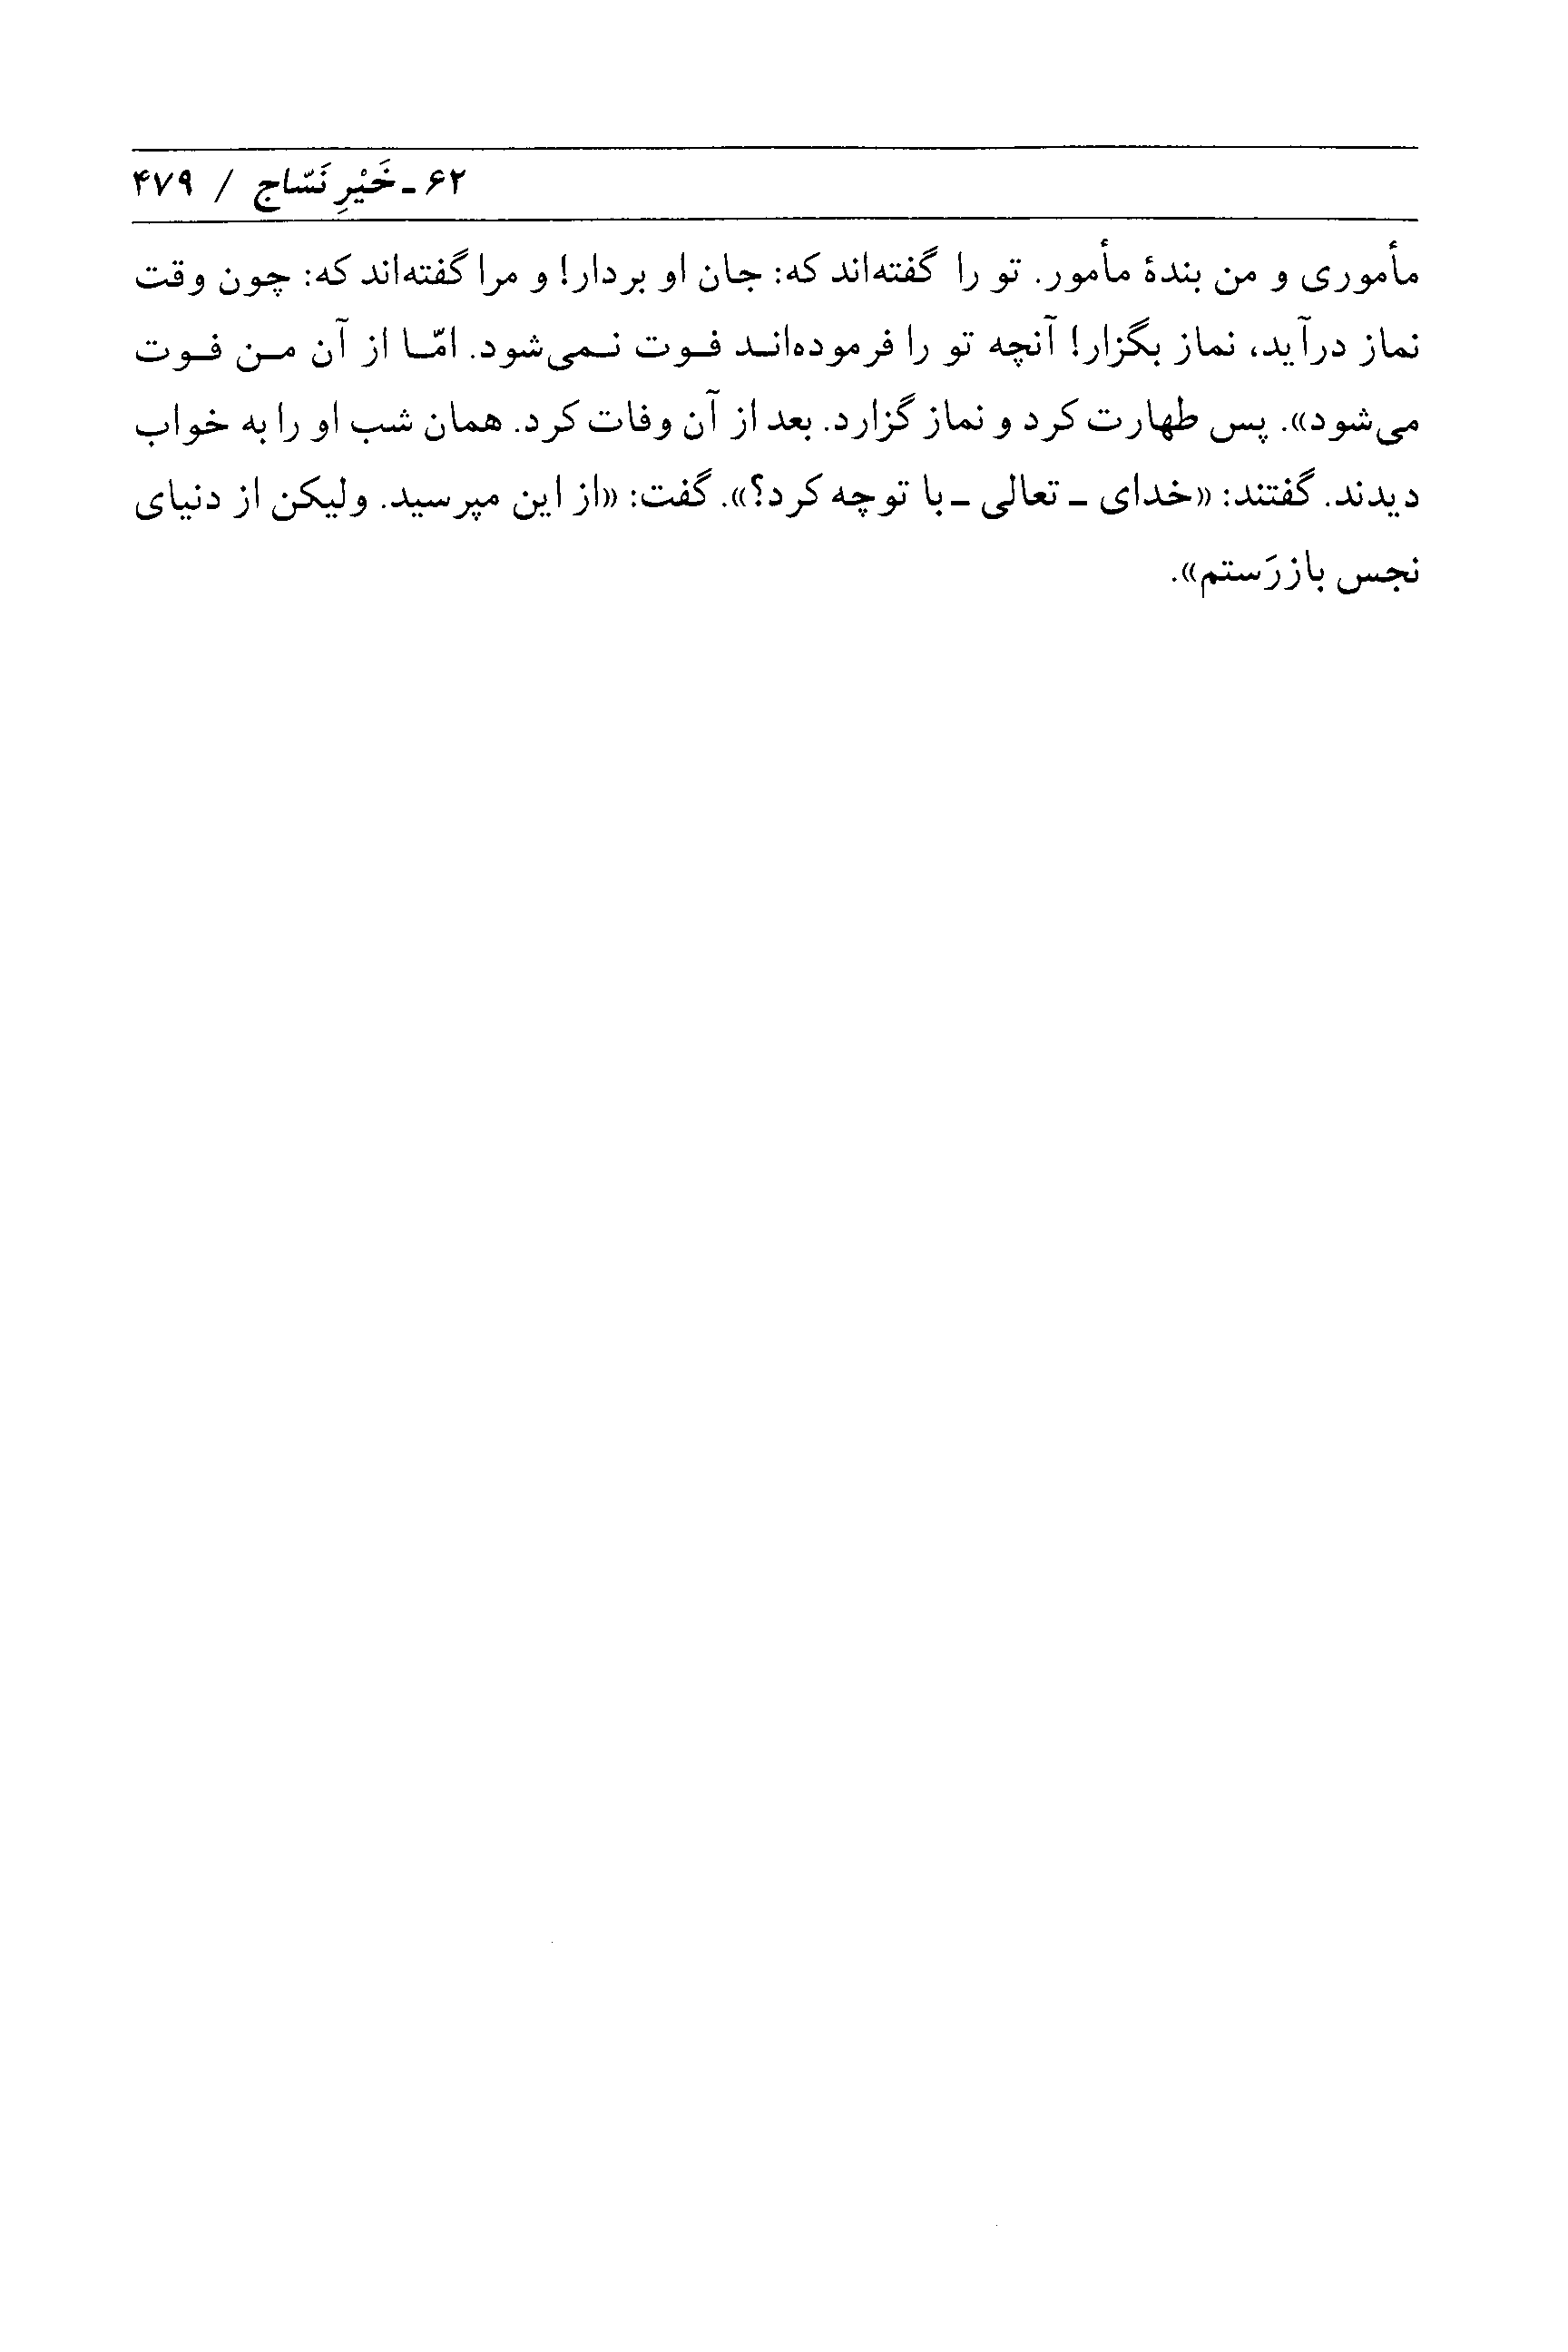 ۶۲ - خَیْرِ نَسّاج / ۴۷۹
مأموری و من بندهٔ مأمور. تو را گفته‌اند که: جان او بردار! و مرا گفته‌اند که: چون وقت
نماز درآید، نماز بگزار! آنچه تو را فرموده‌اند فوت نمی‌شود. امّا از آن من فوت
می‌شود». پس طهارت کرد و نماز گزارد. بعد از آن وفات کرد. همان شب او را به خواب
دیدند. گفتند: «خدای - تعالی - با تو چه کرد؟». گفت: «از این مپرسید. ولیکن از دنیای
نجس باز رَستم».